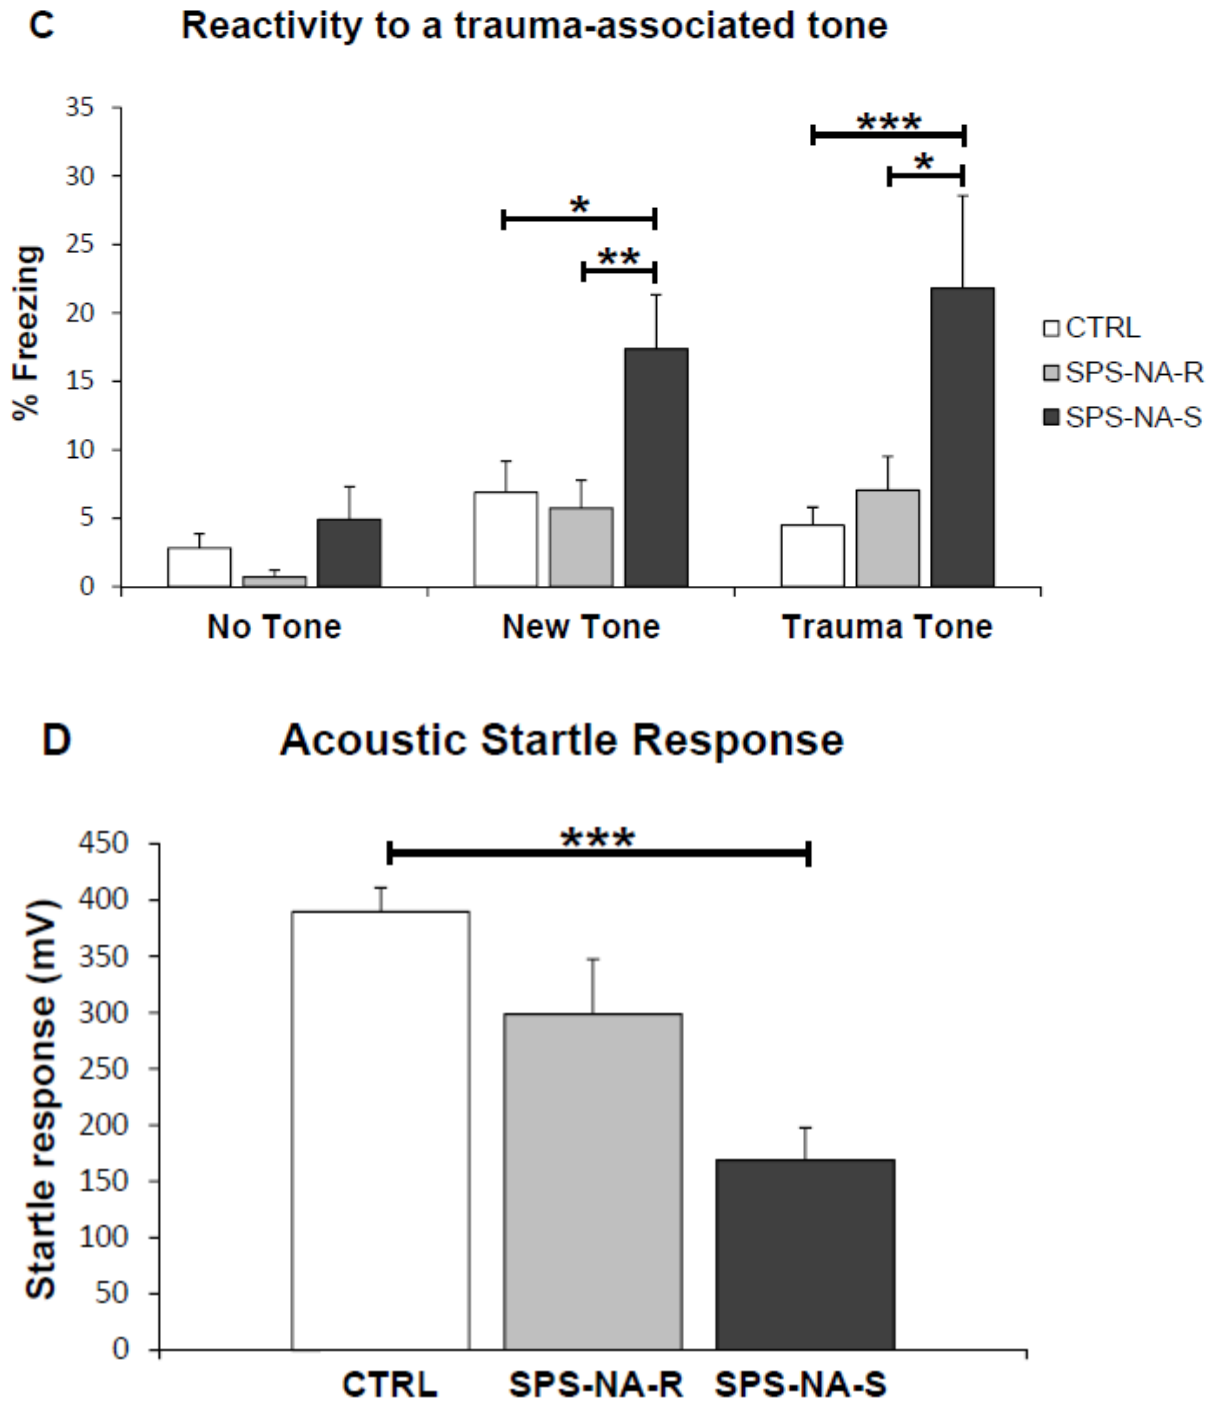 C Reactivity to a trauma-associated tone
35
30
25
20
15
10
5
0
% Freezing
***
*
*
**
CTRL
SPS-NA-R
SPS-NA-S
No Tone New Tone Trauma Tone
D Acoustic Startle Response
450
400
350
300
250
200
150
100
50
0
Startle response (mV)
***
CTRL SPS-NA-R SPS-NA-S